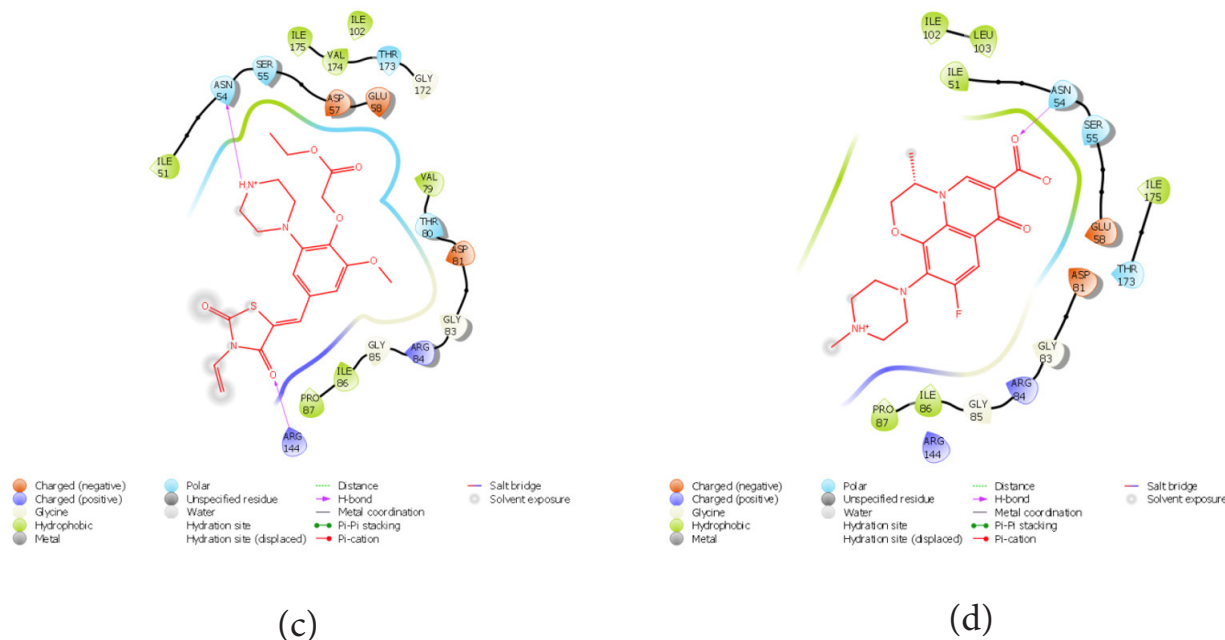 ILE
102
ILE
175
VAL
174
THR
173
GLY
172
SER
55
ASN
54
ASP
57
GLU
58
ILE
51
HN+
N
O
O
O
O
VAL
79
THR
80
ASP
81
GLY
83
ARG
84
GLY
85
ILE
86
PRO
87
ARG
144
O
S
N
O
Charged (negative)
Charged (positive)
Glycine
Hydrophobic
Metal
Polar
Unspecified residue
Water
Hydration site
Hydration site (displaced)
Distance
H-bond
Metal coordination
Pi-Pi stacking
Pi-cation
Salt bridge
Solvent exposure
(c)
ILE
102
LEU
103
ILE
51
ASN
54
SER
55
ILE
175
GLU
58
THR
173
ASP
81
GLY
83
ARG
84
GLY
85
ILE
86
PRO
87
ARG
144
O
O-
N
O
O
N
F
NH+
Charged (negative)
Charged (positive)
Glycine
Hydrophobic
Metal
Polar
Unspecified residue
Water
Hydration site
Hydration site (displaced)
Distance
H-bond
Metal coordination
Pi-Pi stacking
Pi-cation
Salt bridge
Solvent exposure
(d)